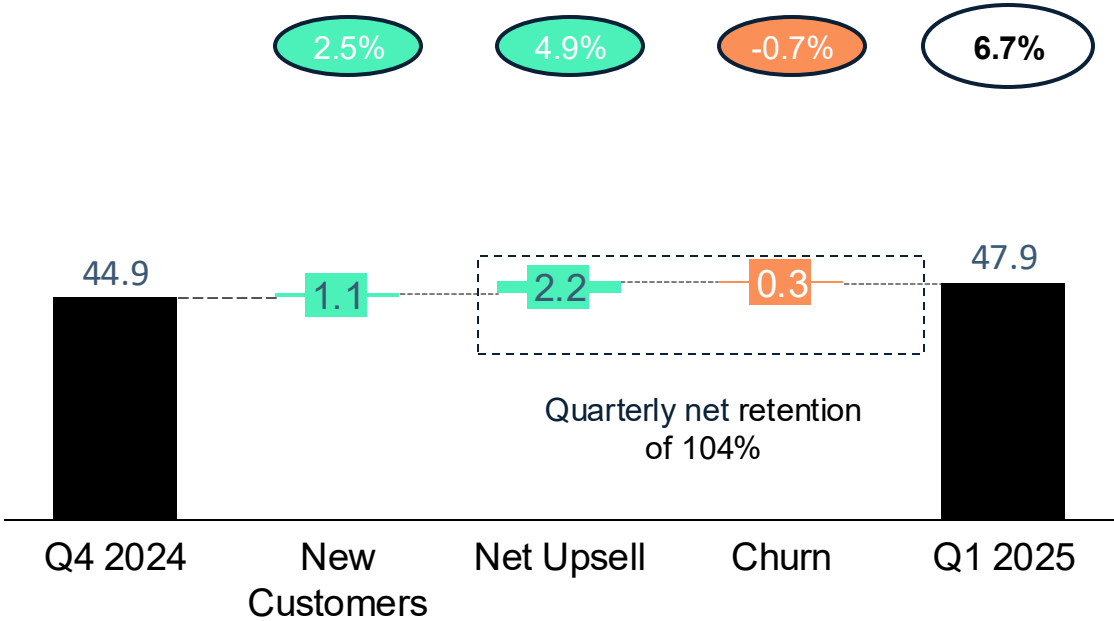 2.5%
4.9%
-0.7%
6.7%
44.9
1.1
2.2
0.3
47.9
Quarterly net retention
of 104%
Q4 2024
New
Customers
Net Upsell
Churn
Q1 2025